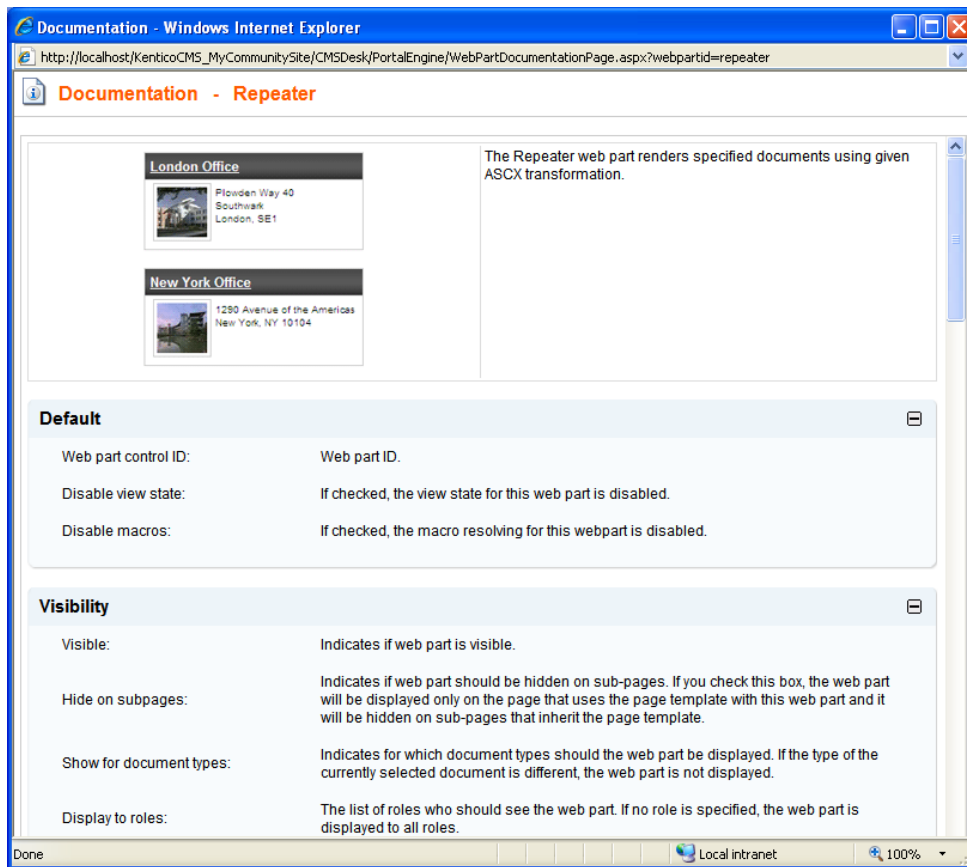 Documentation - Windows Internet Explorer
http://localhost/KenticoCMS_MyCommunitySite/CMSDesk/PortalEngine/WebPartDocumentationPage.aspx?webpartid=repeater
Documentation - Repeater
London Office
Plowden Way 40
Southwark
London, SE1
New York Office
1290 Avenue of the Americas
New York, NY 10104
The Repeater web part renders specified documents using given
ASCX transformation.
Default
Web part control ID: Web part ID.
Disable view state: If checked, the view state for this web part is disabled.
Disable macros: If checked, the macro resolving for this webpart is disabled.
Visibility
Visible: Indicates if web part is visible.
Hide on subpages: Indicates if web part should be hidden on sub-pages. If you check this box, the web part
will be displayed only on the page that uses the page template with this web part and it
will be hidden on sub-pages that inherit the page template.
Show for document types: Indicates for which document types should the web part be displayed. If the type of the
currently selected document is different, the web part is not displayed.
Display to roles: The list of roles who should see the web part. If no role is specified, the web part is
displayed to all roles.
Done Local intranet 100%